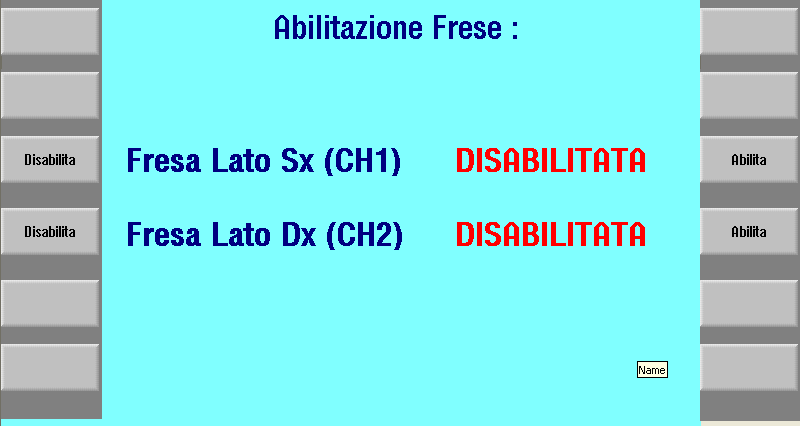 Abilitazione Frese :
Disabilita Fresa Lato Sx (CH1) DISABILITATA Abilita
Disabilita Fresa Lato Dx (CH2) DISABILITATA Abilita
Name